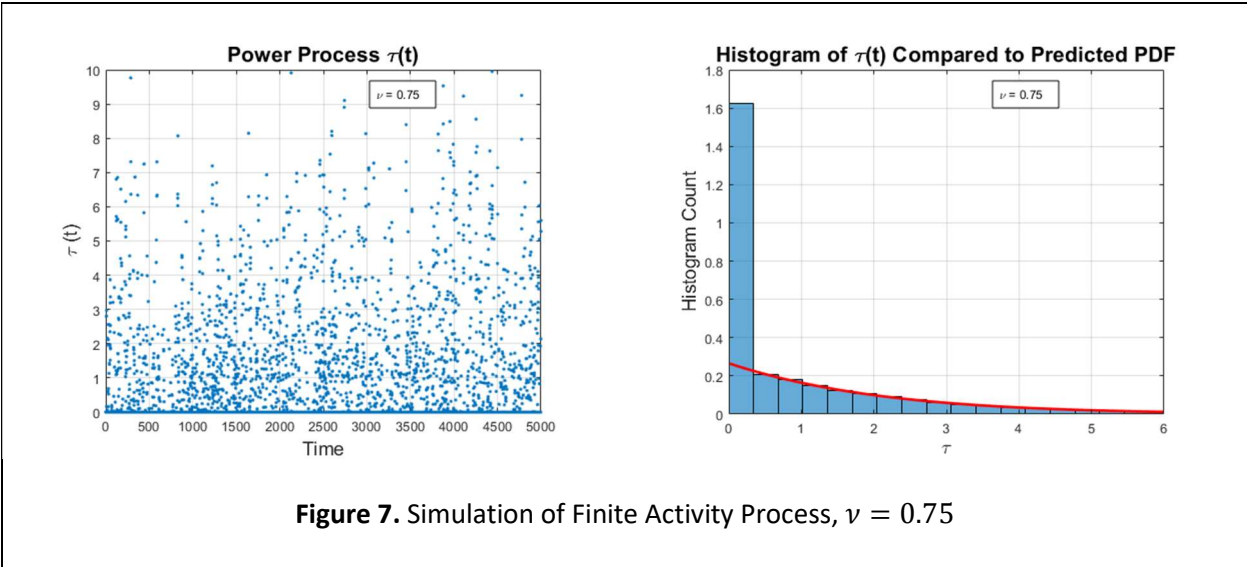 Power Process τ(t)
10
9
8
7
6
5
4
3
2
1
0
τ (t)
ν = 0.75
0 500 1000 1500 2000 2500 3000 3500 4000 4500 5000
Time
Histogram of τ(t) Compared to Predicted PDF
1.8
1.6
1.4
1.2
1
0.8
0.6
0.4
0.2
0
Histogram Count
ν = 0.75
0 1 2 3 4 5 6
τ
Figure 7. Simulation of Finite Activity Process, ν = 0.75